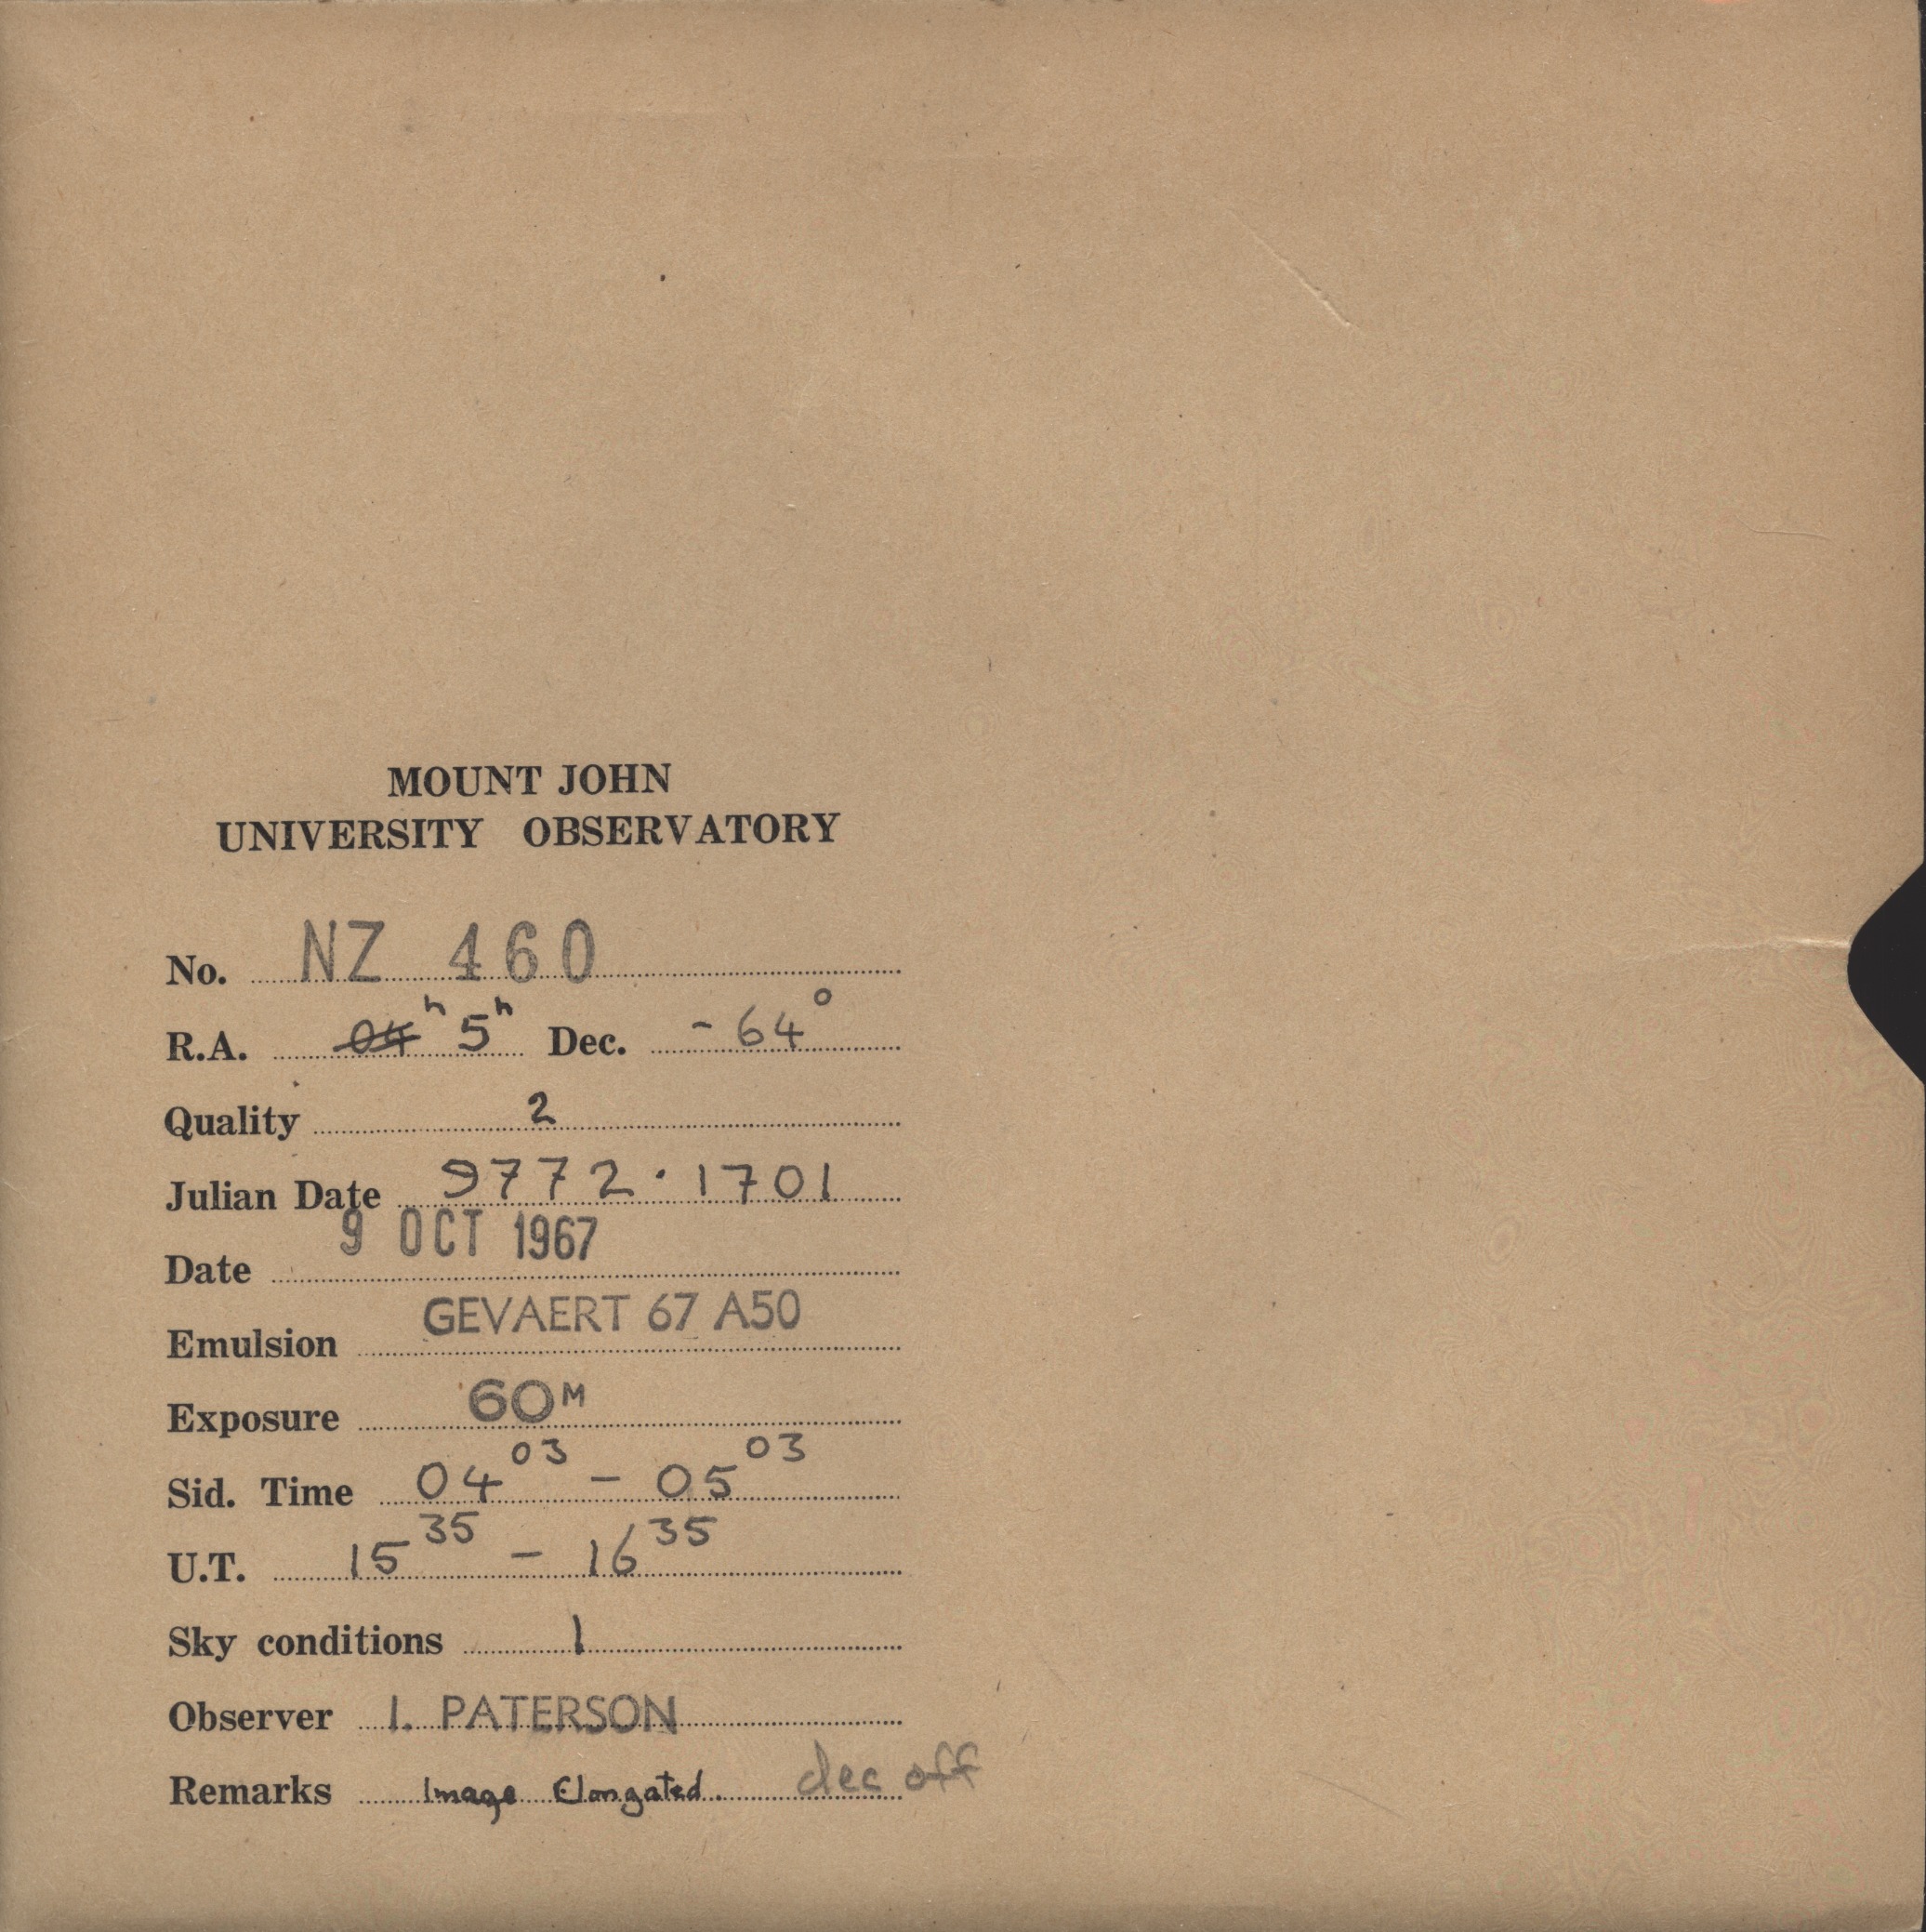 MOUNT JOHN
UNIVERSITY OBSERVATORY
No. NZ 460
R.A. 04h 5h Dec. -64°
Quality 2
Julian Date 9772.1701
Date 9 OCT 1967
Emulsion GEVAERT 67 A50
Exposure 60M
Sid. Time 04 03 - 05 03
U.T. 15 35 - 16 35
Sky conditions 1
Observer I. PATERSON
Remarks Image Elongated. dec off